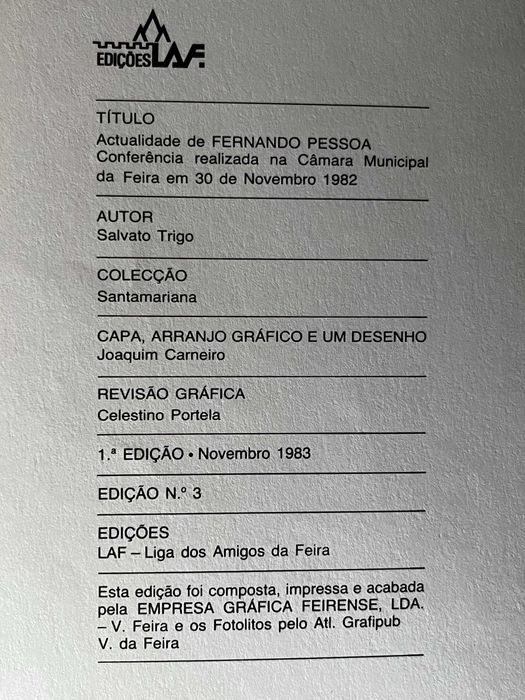 EDIÇÕES LAF.
TÍTULO
Actualidade de FERNANDO PESSOA
Conferência realizada na Câmara Municipal
da Feira em 30 de Novembro 1982
AUTOR
Salvato Trigo
COLECÇÃO
Santamariana
CAPA, ARRANJO GRÁFICO E UM DESENHO
Joaquim Carneiro
REVISÃO GRÁFICA
Celestino Portela
1.ª EDIÇÃO • Novembro 1983
EDIÇÃO N.º 3
EDIÇÕES
LAF – Liga dos Amigos da Feira
Esta edição foi composta, impressa e acabada
pela EMPRESA GRÁFICA FEIRENSE, LDA.
– V. Feira e os Fotolitos pelo Atl. Grafipub
V. da Feira